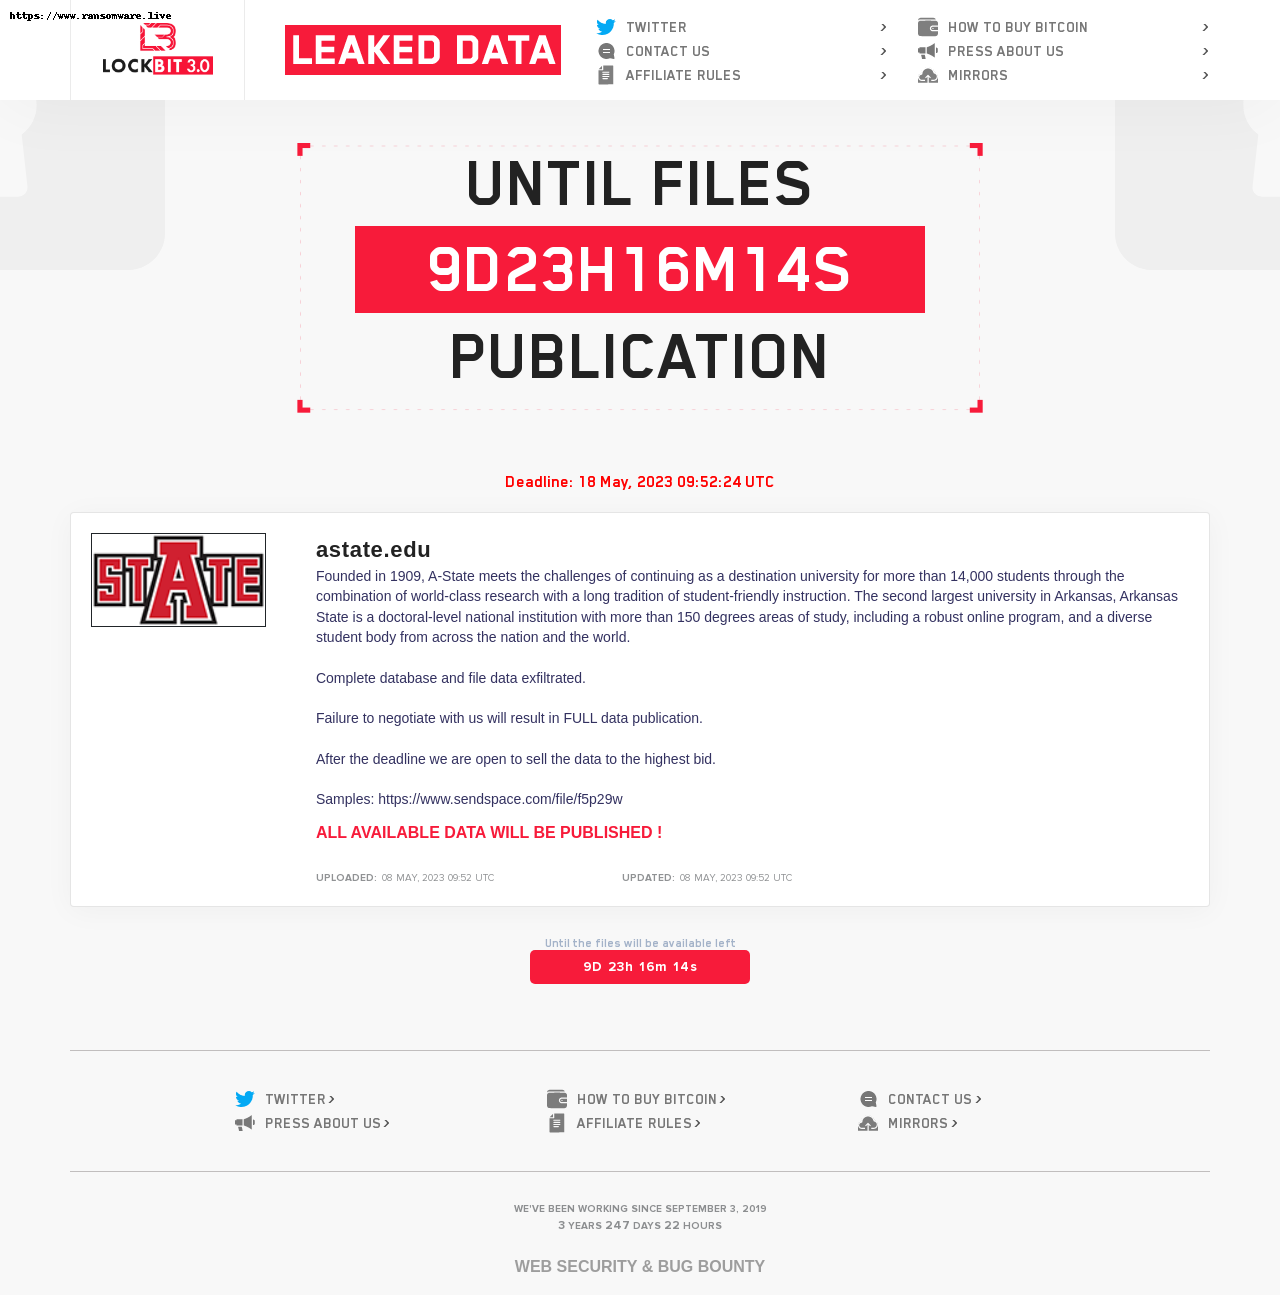 https://www.ransomware.live
LOCKBIT 3.0
LEAKED DATA
TWITTER
CONTACT US
AFFILIATE RULES
HOW TO BUY BITCOIN
PRESS ABOUT US
MIRRORS
UNTIL FILES
9D23H16M14S
PUBLICATION
Deadline: 18 May, 2023 09:52:24 UTC
STATE
astate.edu
Founded in 1909, A-State meets the challenges of continuing as a destination university for more than 14,000 students through the
combination of world-class research with a long tradition of student-friendly instruction. The second largest university in Arkansas, Arkansas
State is a doctoral-level national institution with more than 150 degrees areas of study, including a robust online program, and a diverse
student body from across the nation and the world.
Complete database and file data exfiltrated.
Failure to negotiate with us will result in FULL data publication.
After the deadline we are open to sell the data to the highest bid.
Samples: https://www.sendspace.com/file/f5p29w
ALL AVAILABLE DATA WILL BE PUBLISHED !
UPLOADED: 08 MAY, 2023 09:52 UTC UPDATED: 08 MAY, 2023 09:52 UTC
Until the files will be available left
9D 23h 16m 14s
TWITTER HOW TO BUY BITCOIN CONTACT US
PRESS ABOUT US AFFILIATE RULES MIRRORS
WE'VE BEEN WORKING SINCE SEPTEMBER 3, 2019
3 YEARS 247 DAYS 22 HOURS
WEB SECURITY & BUG BOUNTY